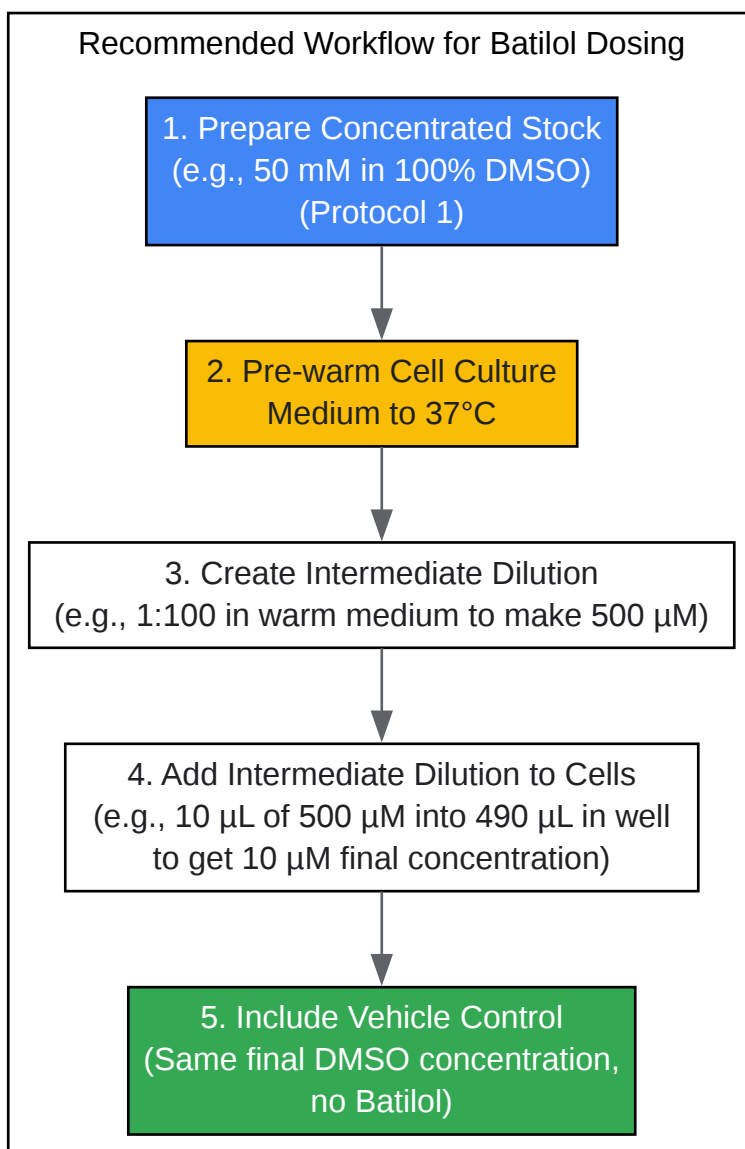 Recommended Workflow for Batilol Dosing
1. Prepare Concentrated Stock
(e.g., 50 mM in 100% DMSO)
(Protocol 1)
2. Pre-warm Cell Culture
Medium to 37°C
3. Create Intermediate Dilution
(e.g., 1:100 in warm medium to make 500 µM)
4. Add Intermediate Dilution to Cells
(e.g., 10 µL of 500 µM into 490 µL in well
to get 10 µM final concentration)
5. Include Vehicle Control
(Same final DMSO concentration,
no Batilol)